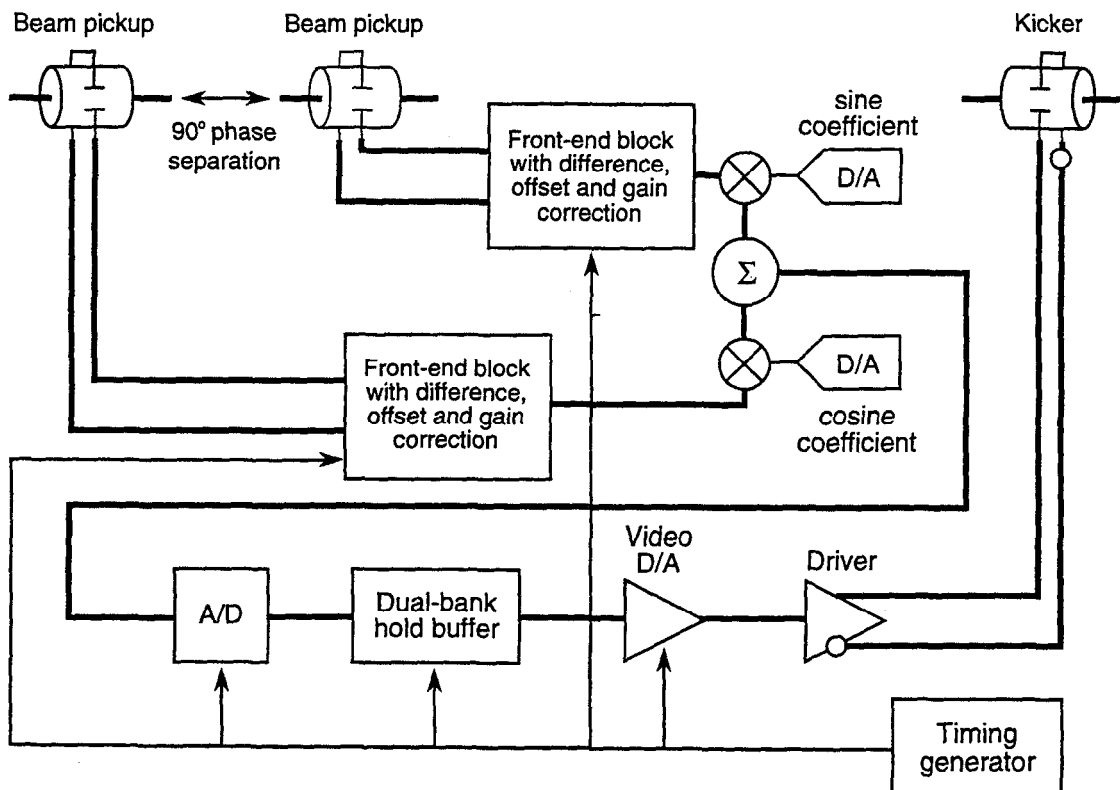 Beam pickup
Beam pickup
Kicker
90° phase
separation
Front-end block
with difference,
offset and gain
correction
sine
coefficient
D/A
Σ
Front-end block
with difference,
offset and gain
correction
D/A
cosine
coefficient
A/D
Dual-bank
hold buffer
Video
D/A
Driver
Timing
generator